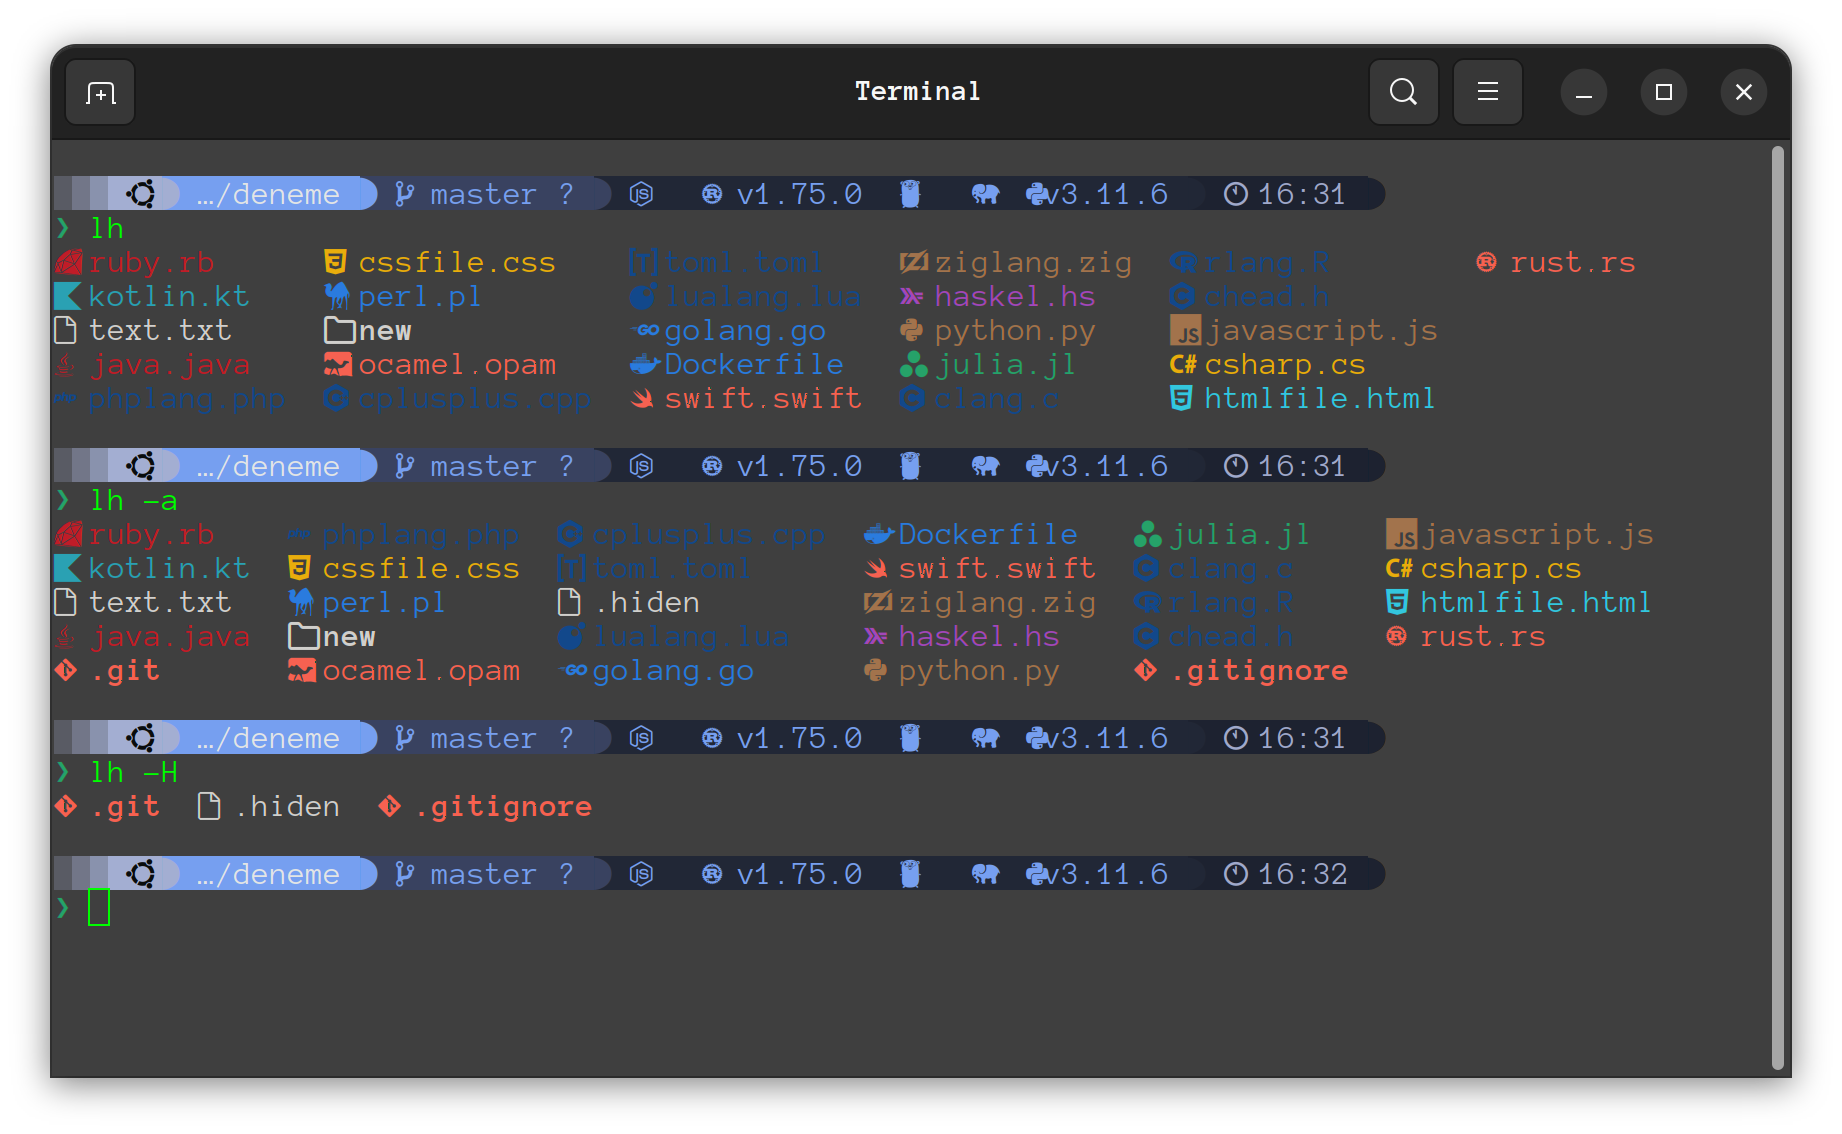 Terminal
…/deneme master ? v1.75.0 v3.11.6 16:31
❯ lh
ruby.rb cssfile.css toml.toml ziglang.zig rlang.R rust.rs
kotlin.kt perl.pl lualang.lua haskel.hs chead.h
text.txt new golang.go python.py JS javascript.js
java.java ocamel.opam Dockerfile julia.jl C# csharp.cs
php phplang.php cplusplus.cpp swift.swift clang.c htmlfile.html
…/deneme master ? v1.75.0 v3.11.6 16:31
❯ lh -a
ruby.rb php phplang.php cplusplus.cpp Dockerfile julia.jl JS javascript.js
kotlin.kt cssfile.css toml.toml swift.swift clang.c C# csharp.cs
text.txt perl.pl .hiden ziglang.zig rlang.R htmlfile.html
java.java new lualang.lua haskel.hs chead.h rust.rs
.git ocamel.opam golang.go python.py .gitignore
…/deneme master ? v1.75.0 v3.11.6 16:31
❯ lh -H
.git .hiden .gitignore
…/deneme master ? v1.75.0 v3.11.6 16:32
❯